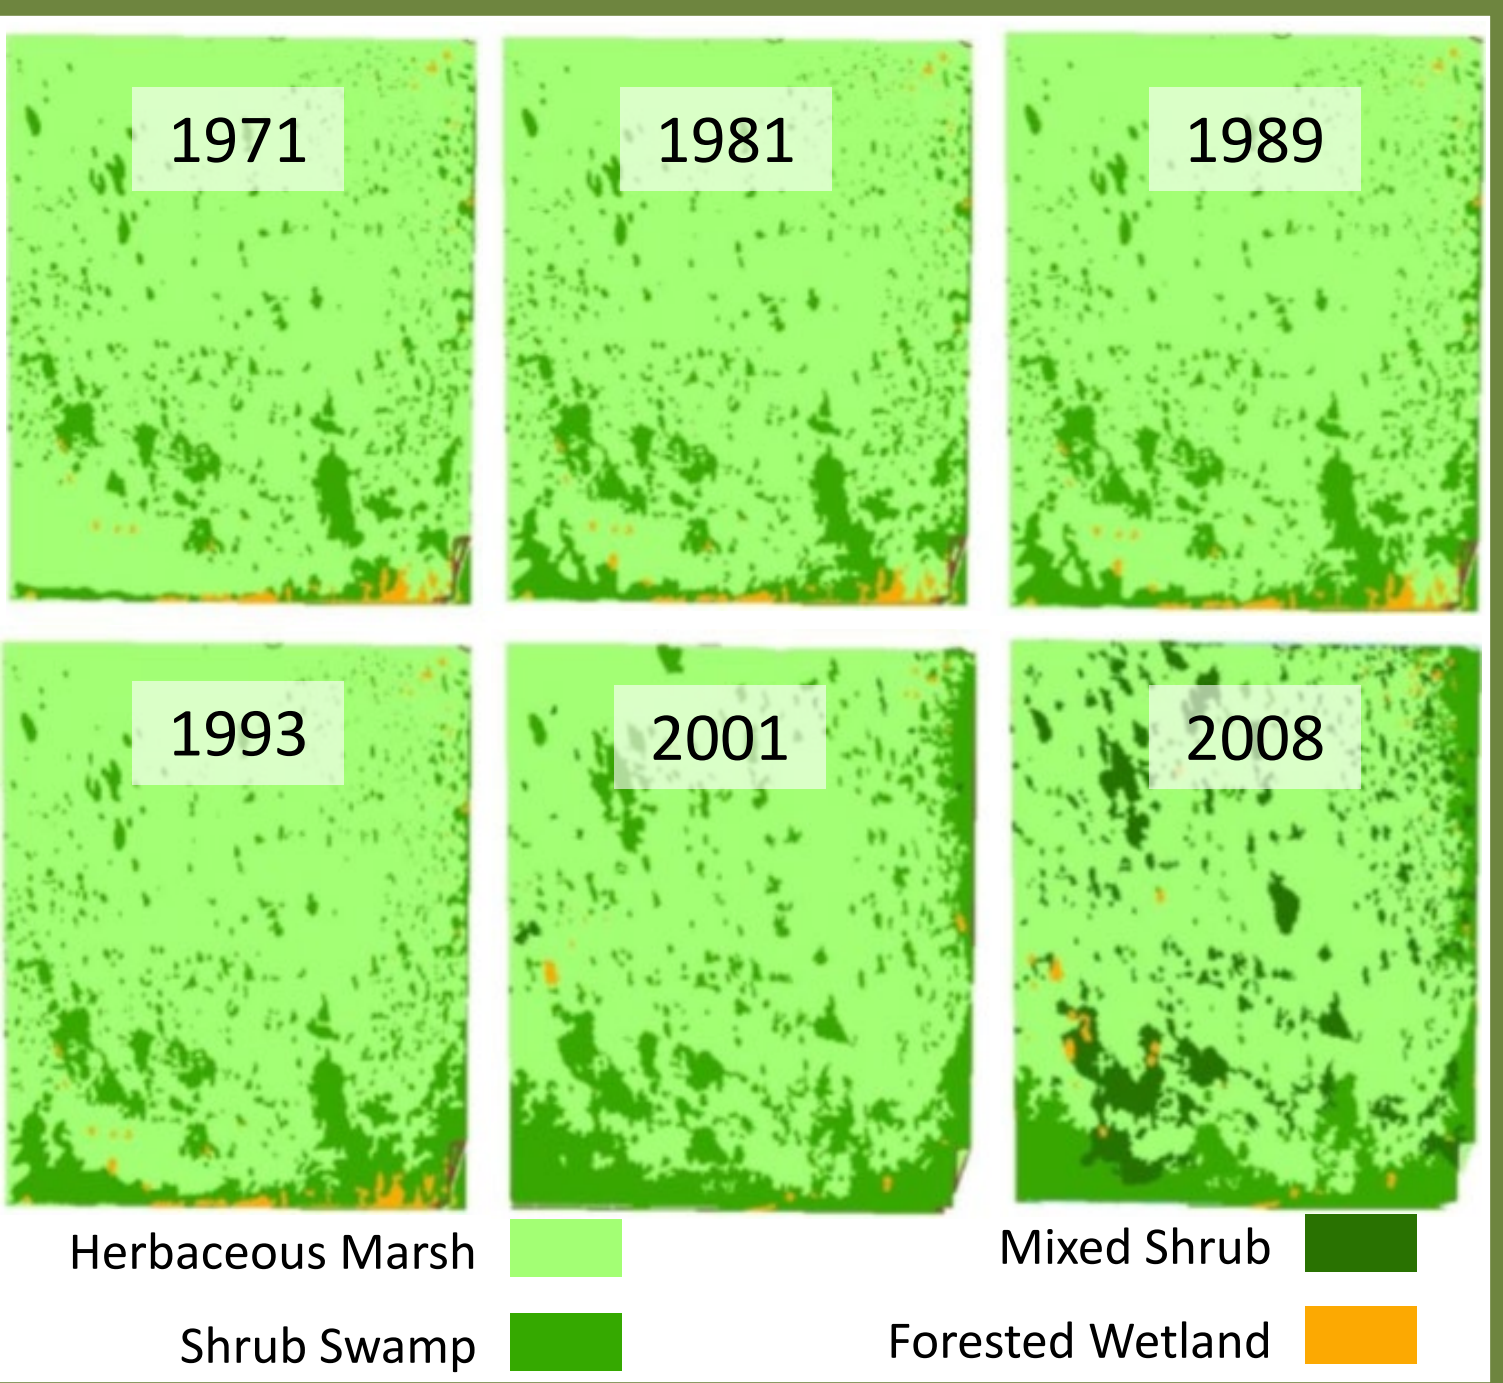 1971
1981
1989
1993
2001
2008
Herbaceous Marsh
Mixed Shrub
Shrub Swamp
Forested Wetland